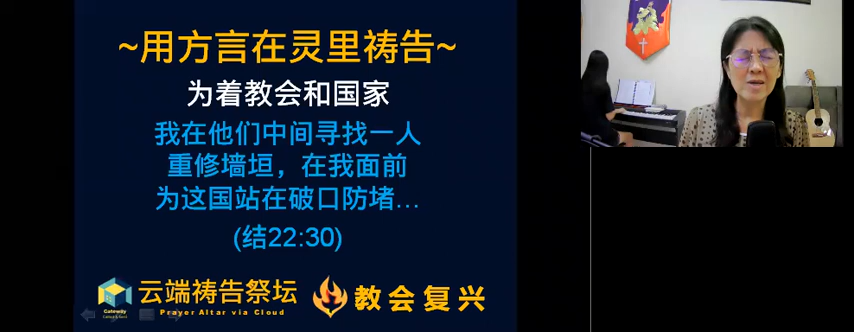 ~用方言在灵里祷告~
为着教会和国家
我在他们中间寻找一人
重修墙垣，在我面前
为这国站在破口防堵…
(结22:30)
云端祷告祭坛
Prayer Altar via Cloud
教会复兴
Gateway